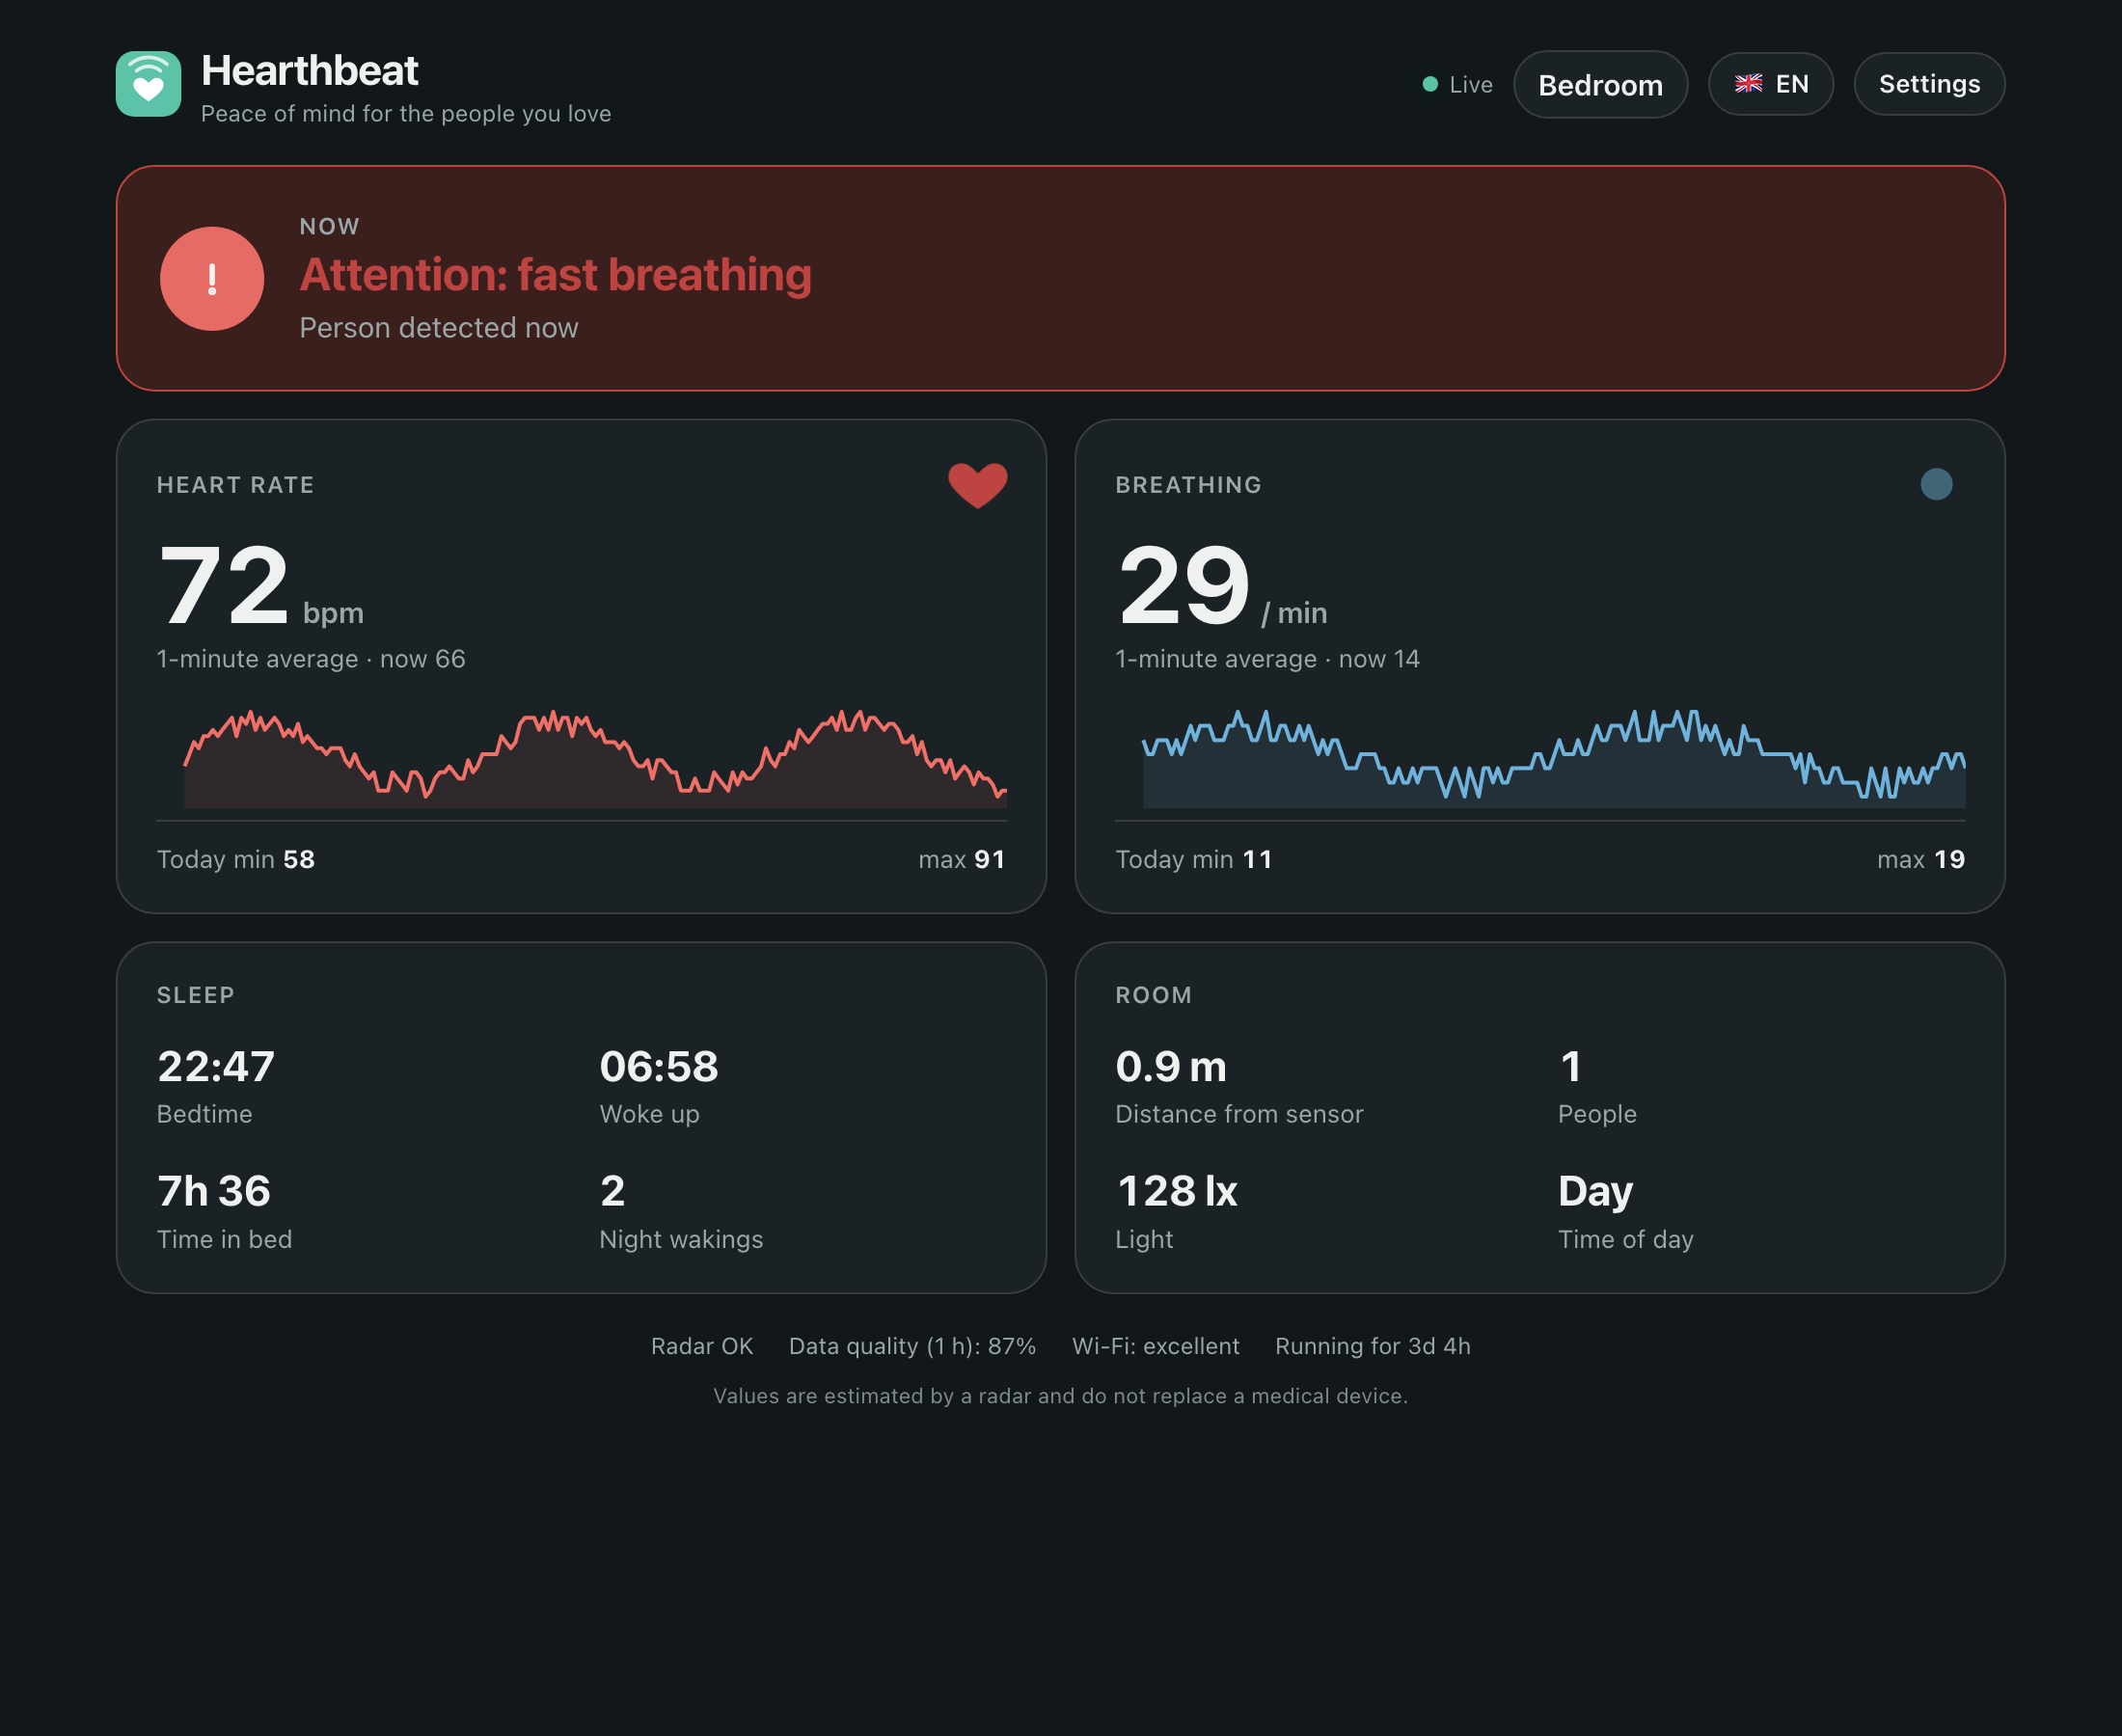 Hearthbeat
Peace of mind for the people you love
Live
Bedroom
EN
Settings
NOW
Attention: fast breathing
Person detected now
HEART RATE
72 bpm
1-minute average · now 66
Today min 58
max 91
BREATHING
29 / min
1-minute average · now 14
Today min 11
max 19
SLEEP
22:47
Bedtime
06:58
Woke up
7h 36
Time in bed
2
Night wakings
ROOM
0.9 m
Distance from sensor
1
People
128 lx
Light
Day
Time of day
Radar OK
Data quality (1 h): 87%
Wi-Fi: excellent
Running for 3d 4h
Values are estimated by a radar and do not replace a medical device.